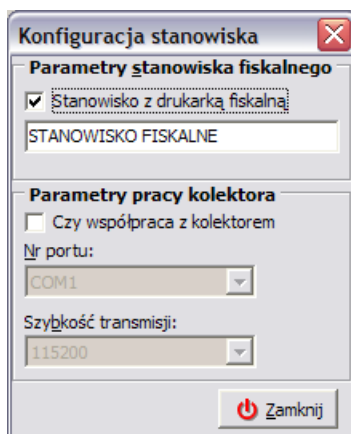 Konfiguracja stanowiska
Parametry stanowiska fiskalnego
Stanowisko z drukarką fiskalną
STANOWISKO FISKALNE
Parametry pracy kolektora
Czy współpraca z kolektorem
Nr portu:
COM1
Szybkość transmisji:
115200
Zamknij